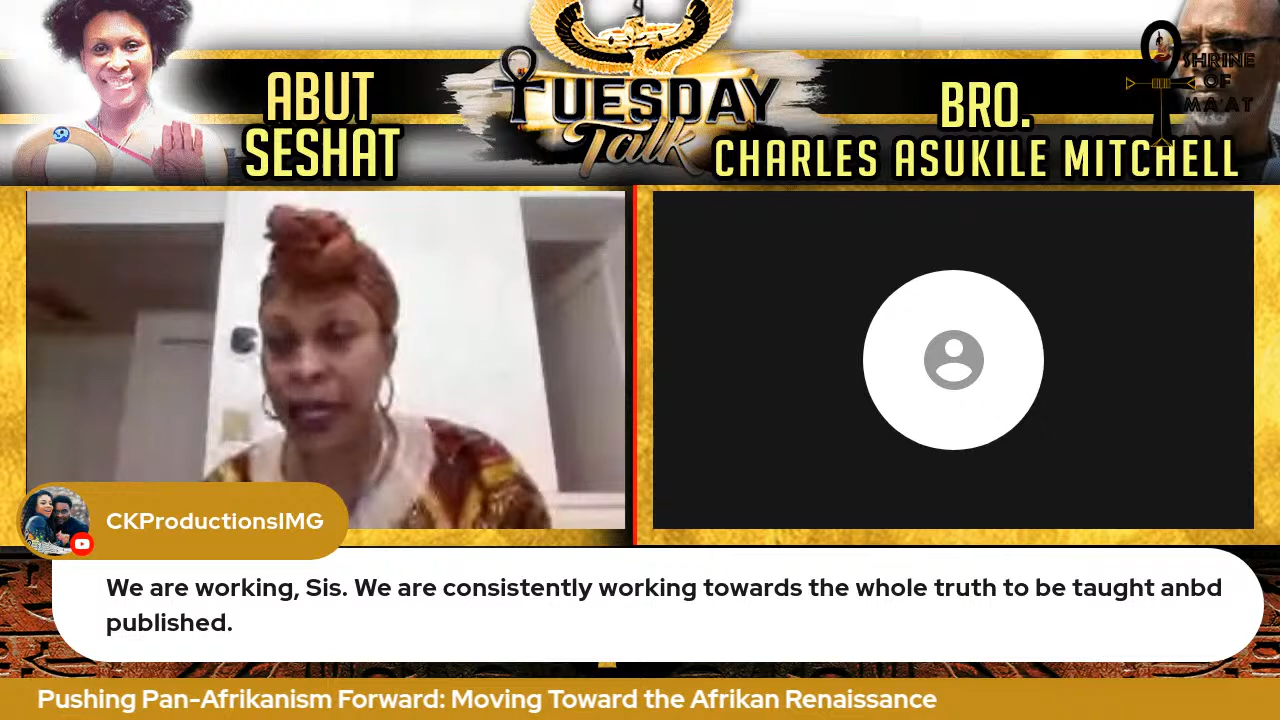 ABUT
SESHAT
TUESDAY
Talk
BRO.
CHARLES ASUKILE MITCHELL
SHRINE
OF
MA'AT
CKProductionsIMG
We are working, Sis. We are consistently working towards the whole truth to be taught anbd
published.
Pushing Pan-Afrikanism Forward: Moving Toward the Afrikan Renaissance